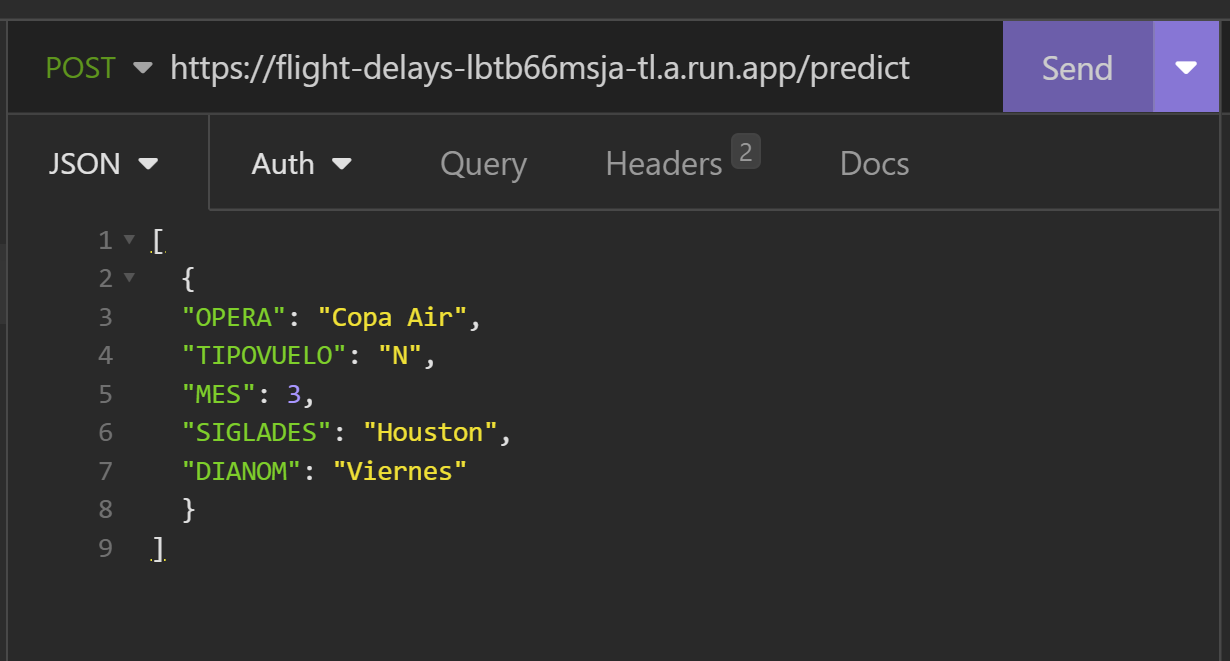 POST https://flight-delays-lbtb66msja-tl.a.run.app/predict Send
JSON Auth Query Headers 2 Docs
1 [
2 {
3 "OPERA": "Copa Air",
4 "TIPOVUELO": "N",
5 "MES": 3,
6 "SIGLADES": "Houston",
7 "DIANOM": "Viernes"
8 }
9 ]